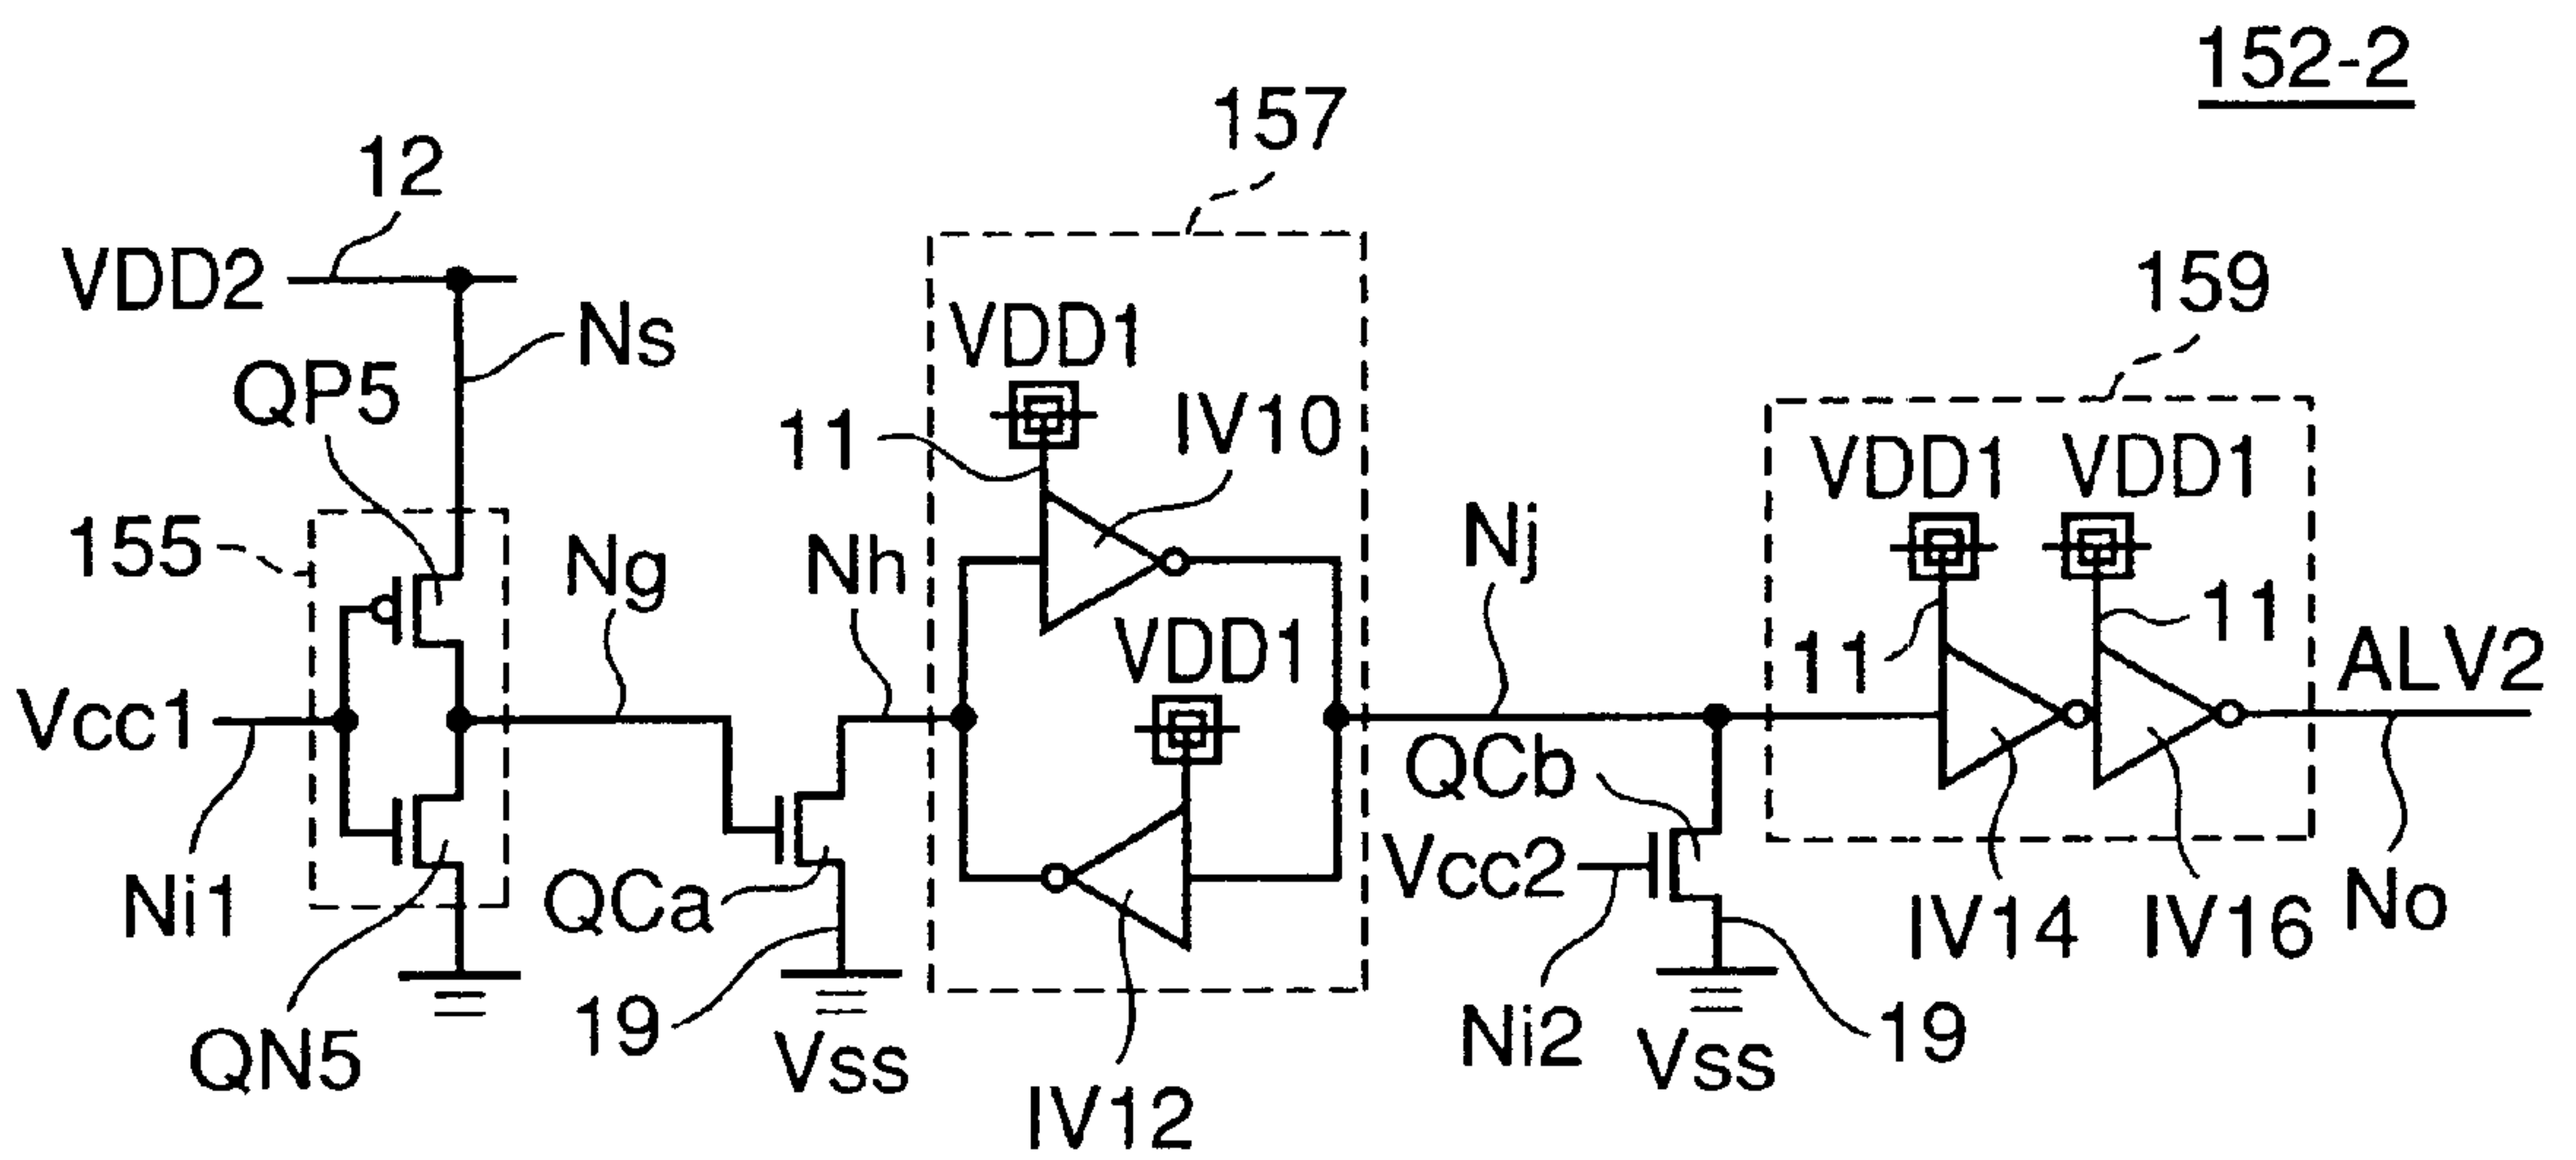 152-2
157
12
VDD2
159
Ns
VDD1
QP5
IV10
11
VDD1 VDD1
155
Ng
Nh
Nj
VDD1
11
11
ALV2
Vcc1
QCb
Vcc2
Ni1
QCa
No
IV14
IV16
19
Ni2
19
QN5
Vss
Vss
IV12